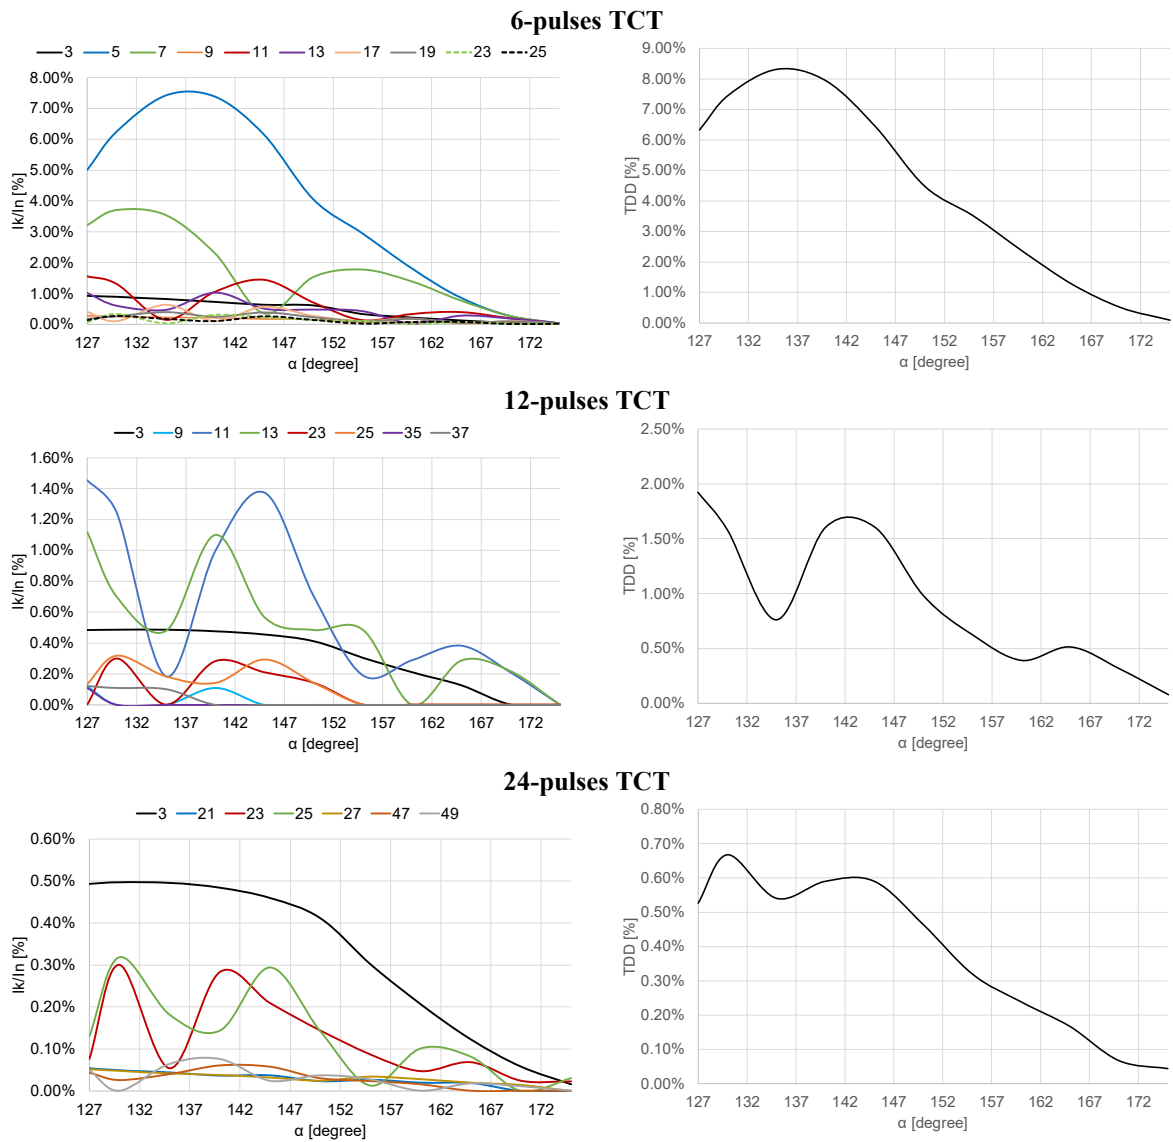 6-pulses TCT
3 5 7 9 11 13 17 19 23 25
Ik/In [%]
8.00%
7.00%
6.00%
5.00%
4.00%
3.00%
2.00%
1.00%
0.00%
127 132 137 142 147 152 157 162 167 172
α [degree]
TDD [%]
9.00%
8.00%
7.00%
6.00%
5.00%
4.00%
3.00%
2.00%
1.00%
0.00%
127 132 137 142 147 152 157 162 167 172
α [degree]
12-pulses TCT
3 9 11 13 23 25 35 37
Ik/In [%]
1.60%
1.40%
1.20%
1.00%
0.80%
0.60%
0.40%
0.20%
0.00%
127 132 137 142 147 152 157 162 167 172
α [degree]
TDD [%]
2.50%
2.00%
1.50%
1.00%
0.50%
0.00%
127 132 137 142 147 152 157 162 167 172
α [degree]
24-pulses TCT
3 21 23 25 27 47 49
Ik/In [%]
0.60%
0.50%
0.40%
0.30%
0.20%
0.10%
0.00%
127 132 137 142 147 152 157 162 167 172
α [degree]
TDD [%]
0.80%
0.70%
0.60%
0.50%
0.40%
0.30%
0.20%
0.10%
0.00%
127 132 137 142 147 152 157 162 167 172
α [degree]